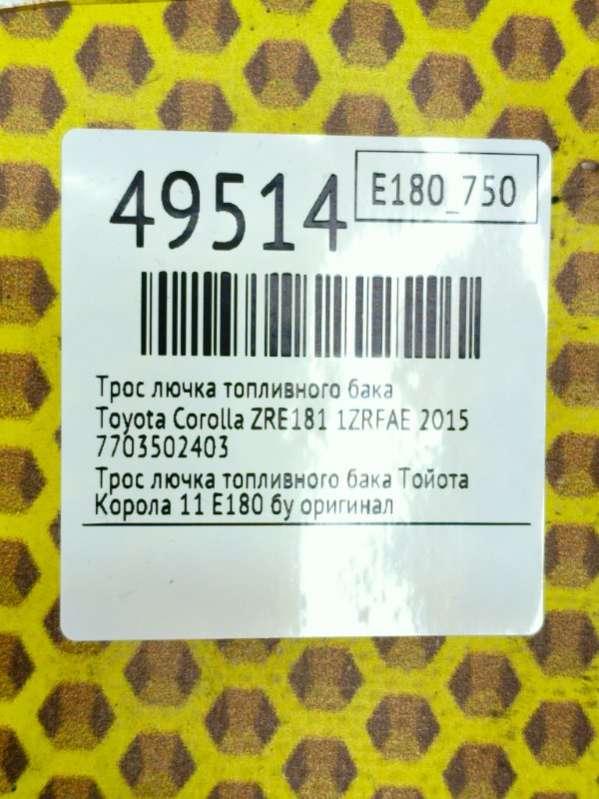 49514
E180_750
Трос лючка топливного бака
Toyota Corolla ZRE181 1ZRFAE 2015
7703502403
Трос лючка топливного бака Тойота
Корола 11 Е180 бу оригинал